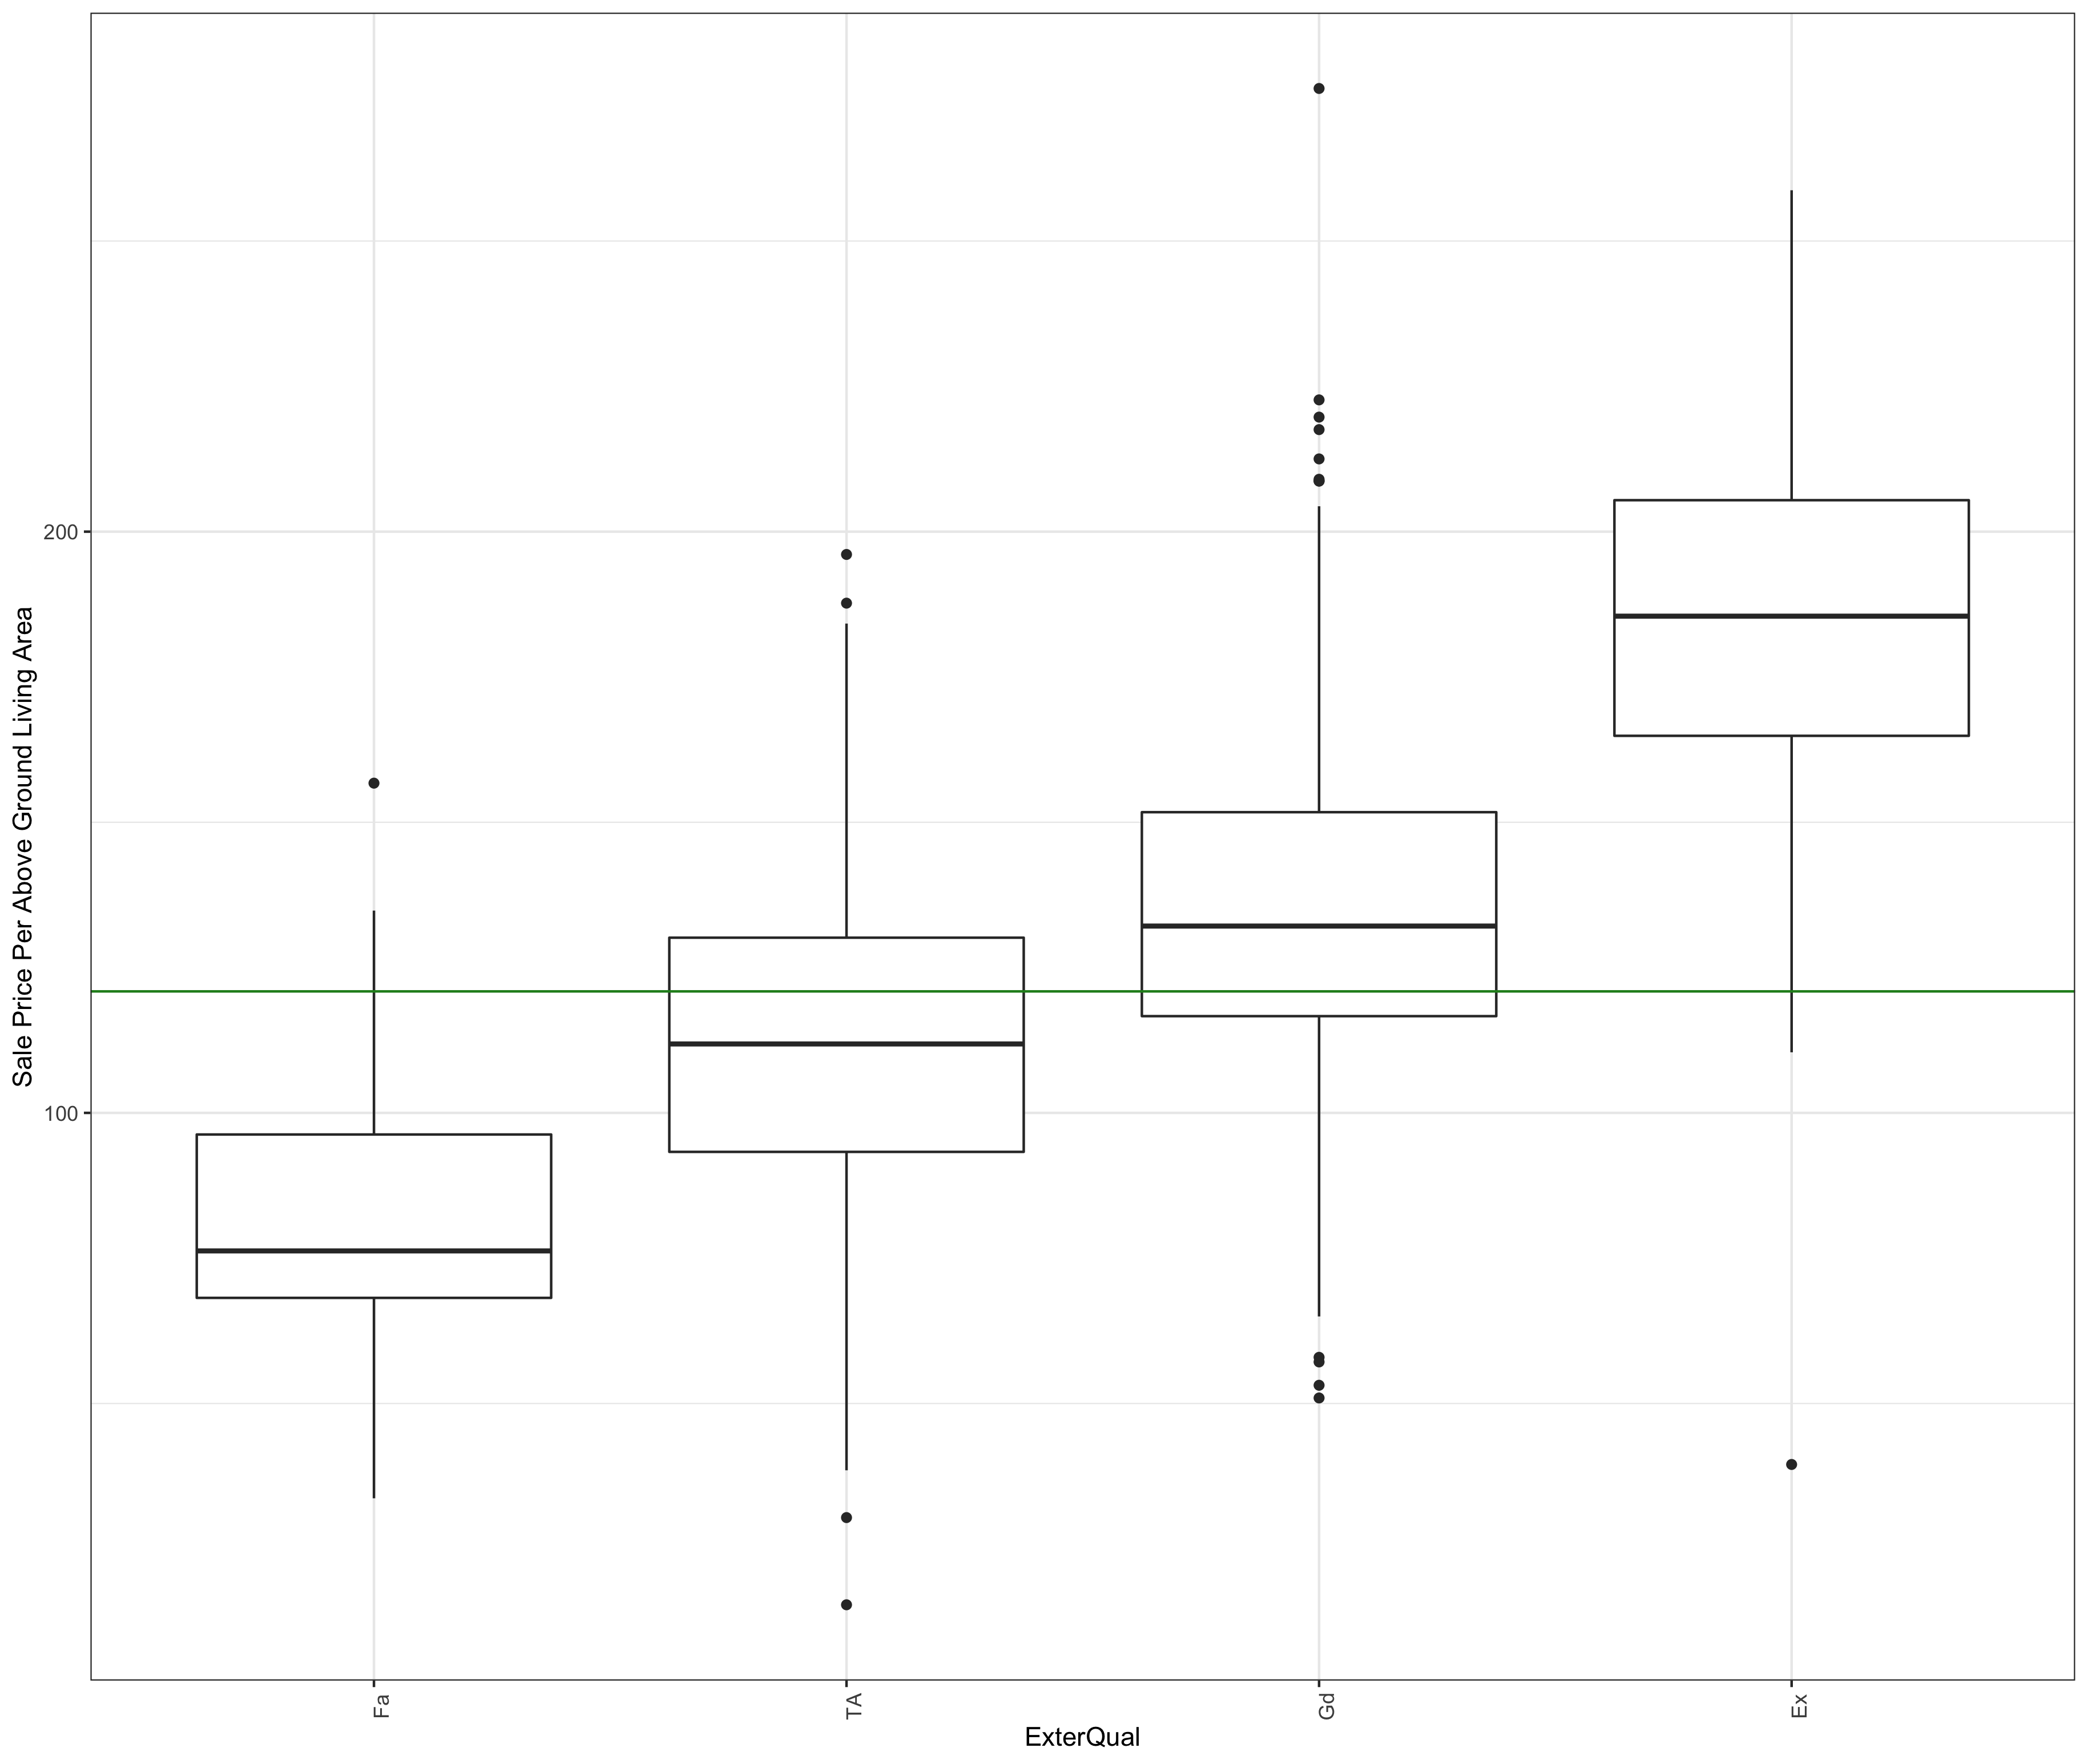 Sale Price Per Above Ground Living Area
200
100
Fa
TA
Gd
Ex
ExterQual